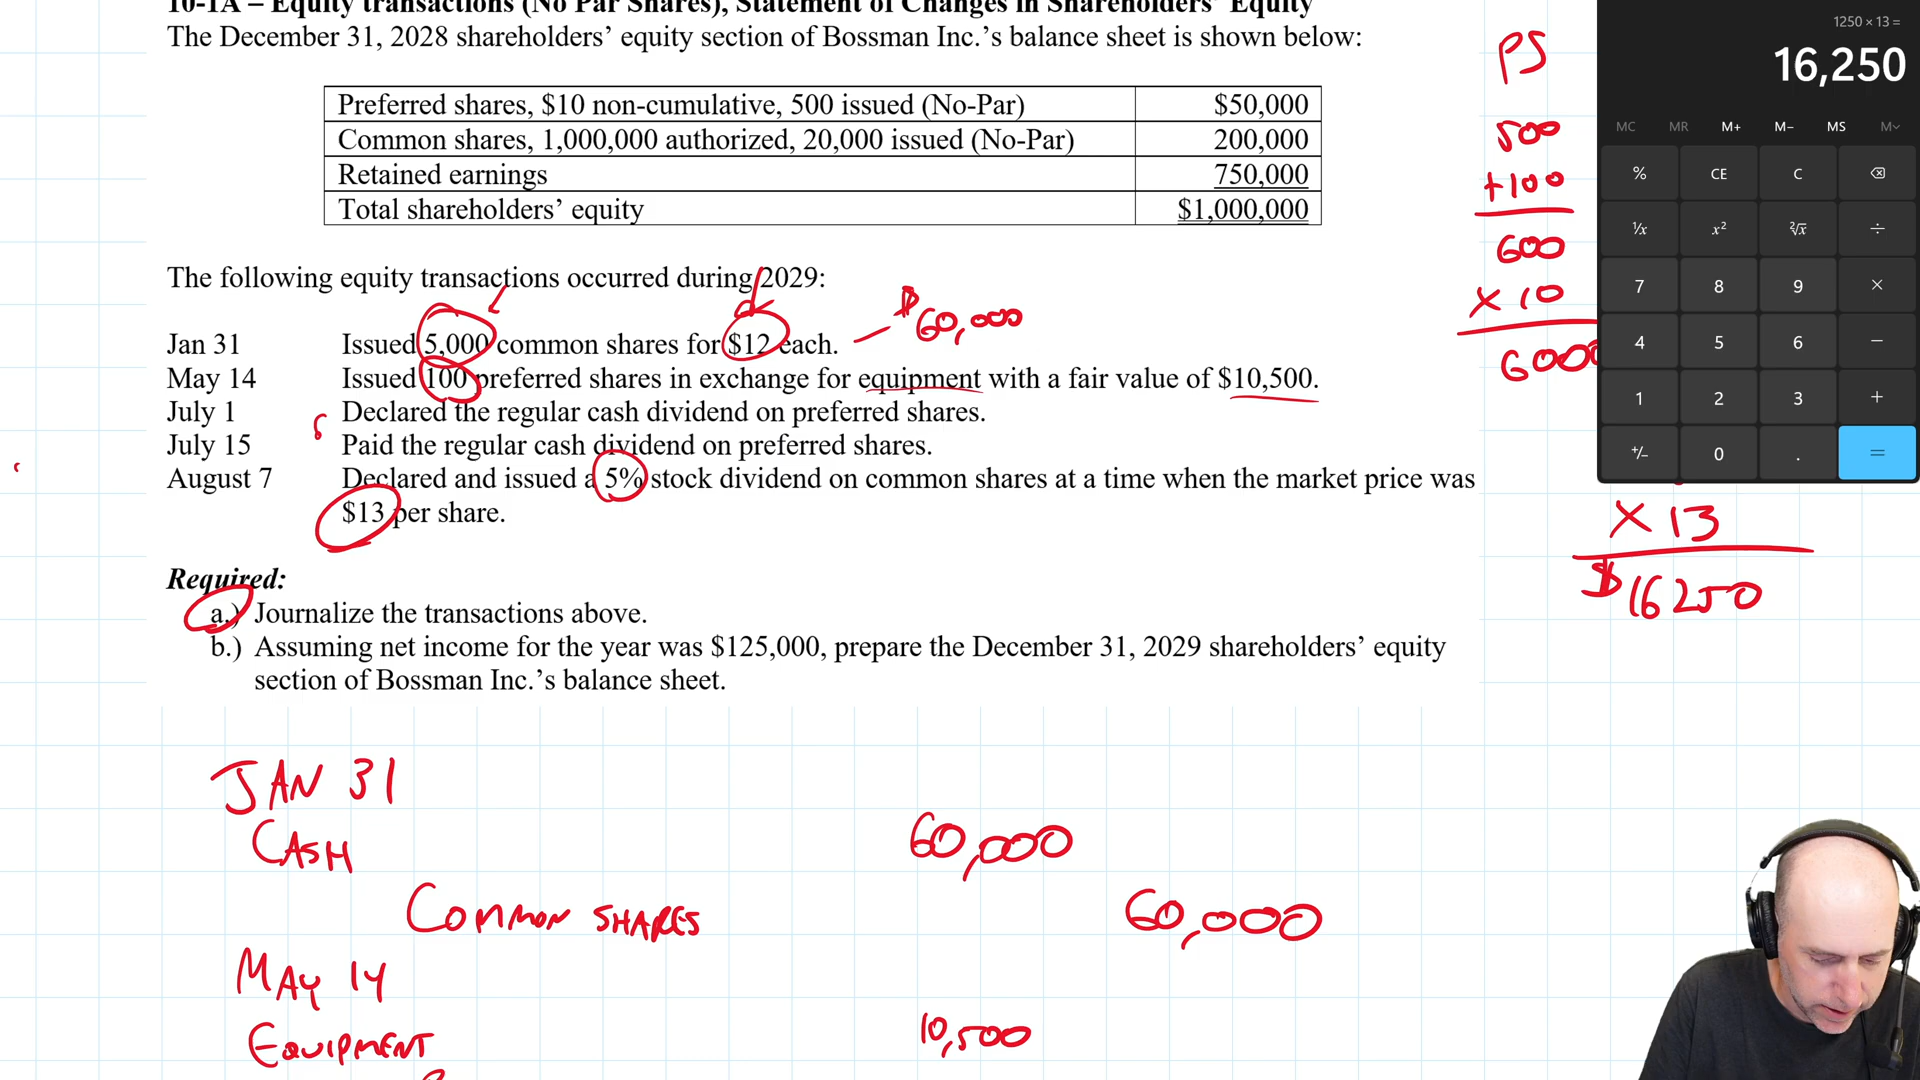 10-1A – Equity transactions (No Par Shares), Statement of Changes in Shareholders' Equity
The December 31, 2028 shareholders' equity section of Bossman Inc.'s balance sheet is shown below:
Preferred shares, $10 non-cumulative, 500 issued (No-Par) $50,000
Common shares, 1,000,000 authorized, 20,000 issued (No-Par) 200,000
Retained earnings 750,000
Total shareholders' equity $1,000,000
The following equity transactions occurred during 2029:
Jan 31 Issued 5,000 common shares for $12 each.
$60,000
May 14 Issued 100 preferred shares in exchange for equipment with a fair value of $10,500.
July 1 Declared the regular cash dividend on preferred shares.
July 15 Paid the regular cash dividend on preferred shares.
August 7 Declared and issued a 5% stock dividend on common shares at a time when the market price was
$13 per share.
Required:
a.) Journalize the transactions above.
b.) Assuming net income for the year was $125,000, prepare the December 31, 2029 shareholders' equity
section of Bossman Inc.'s balance sheet.
JAN 31
CASH 60,000
COMMON SHARES 60,000
MAY 14
EQUIPMENT 10,500
PS
500
+100
600
X 10
6000
X 13
$16250
1250 × 13 =
16,250
MC MR M+ M− MS M˅
% CE C ⌫
¹/x x² ²√x ÷
7 8 9 ×
4 5 6 −
1 2 3 +
+/− 0 . =